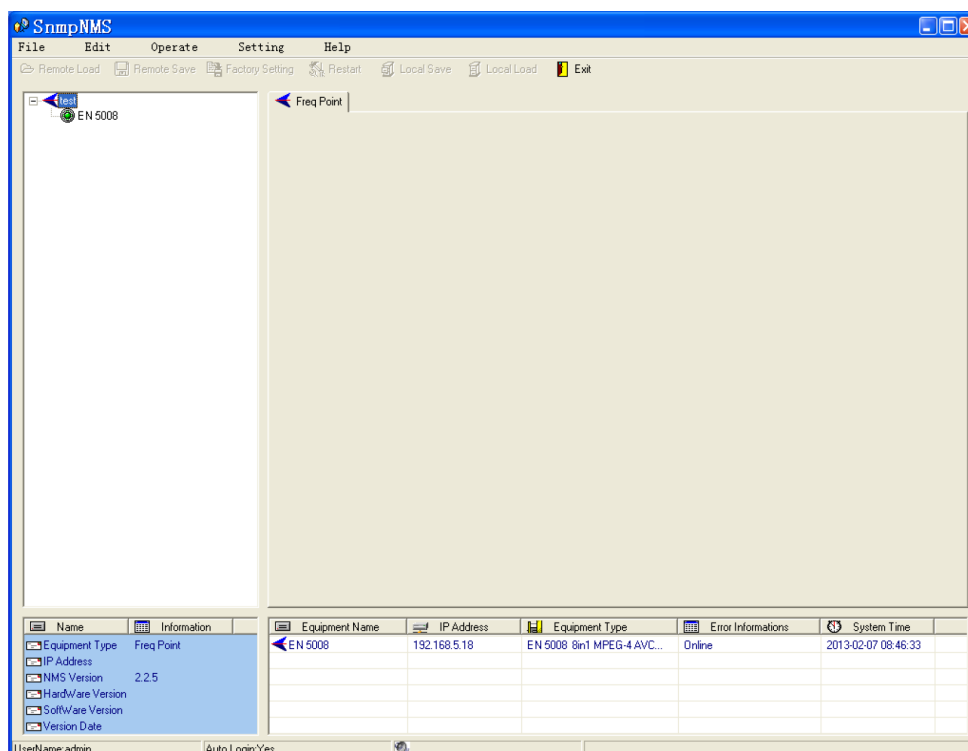 SnmpNMS
File Edit Operate Setting Help
Remote Load Remote Save Factory Setting Restart Local Save Local Load Exit
test
EN 5008
Freq Point
Name Information
Equipment Type Freq Point
IP Address
NMS Version 2.2.5
HardWare Version
SoftWare Version
Version Date
Equipment Name IP Address Equipment Type Error Informations System Time
EN 5008 192.168.5.18 EN 5008 8in1 MPEG-4 AVC... Online 2013-02-07 08:46:33
UserName:admin Auto Login:Yes